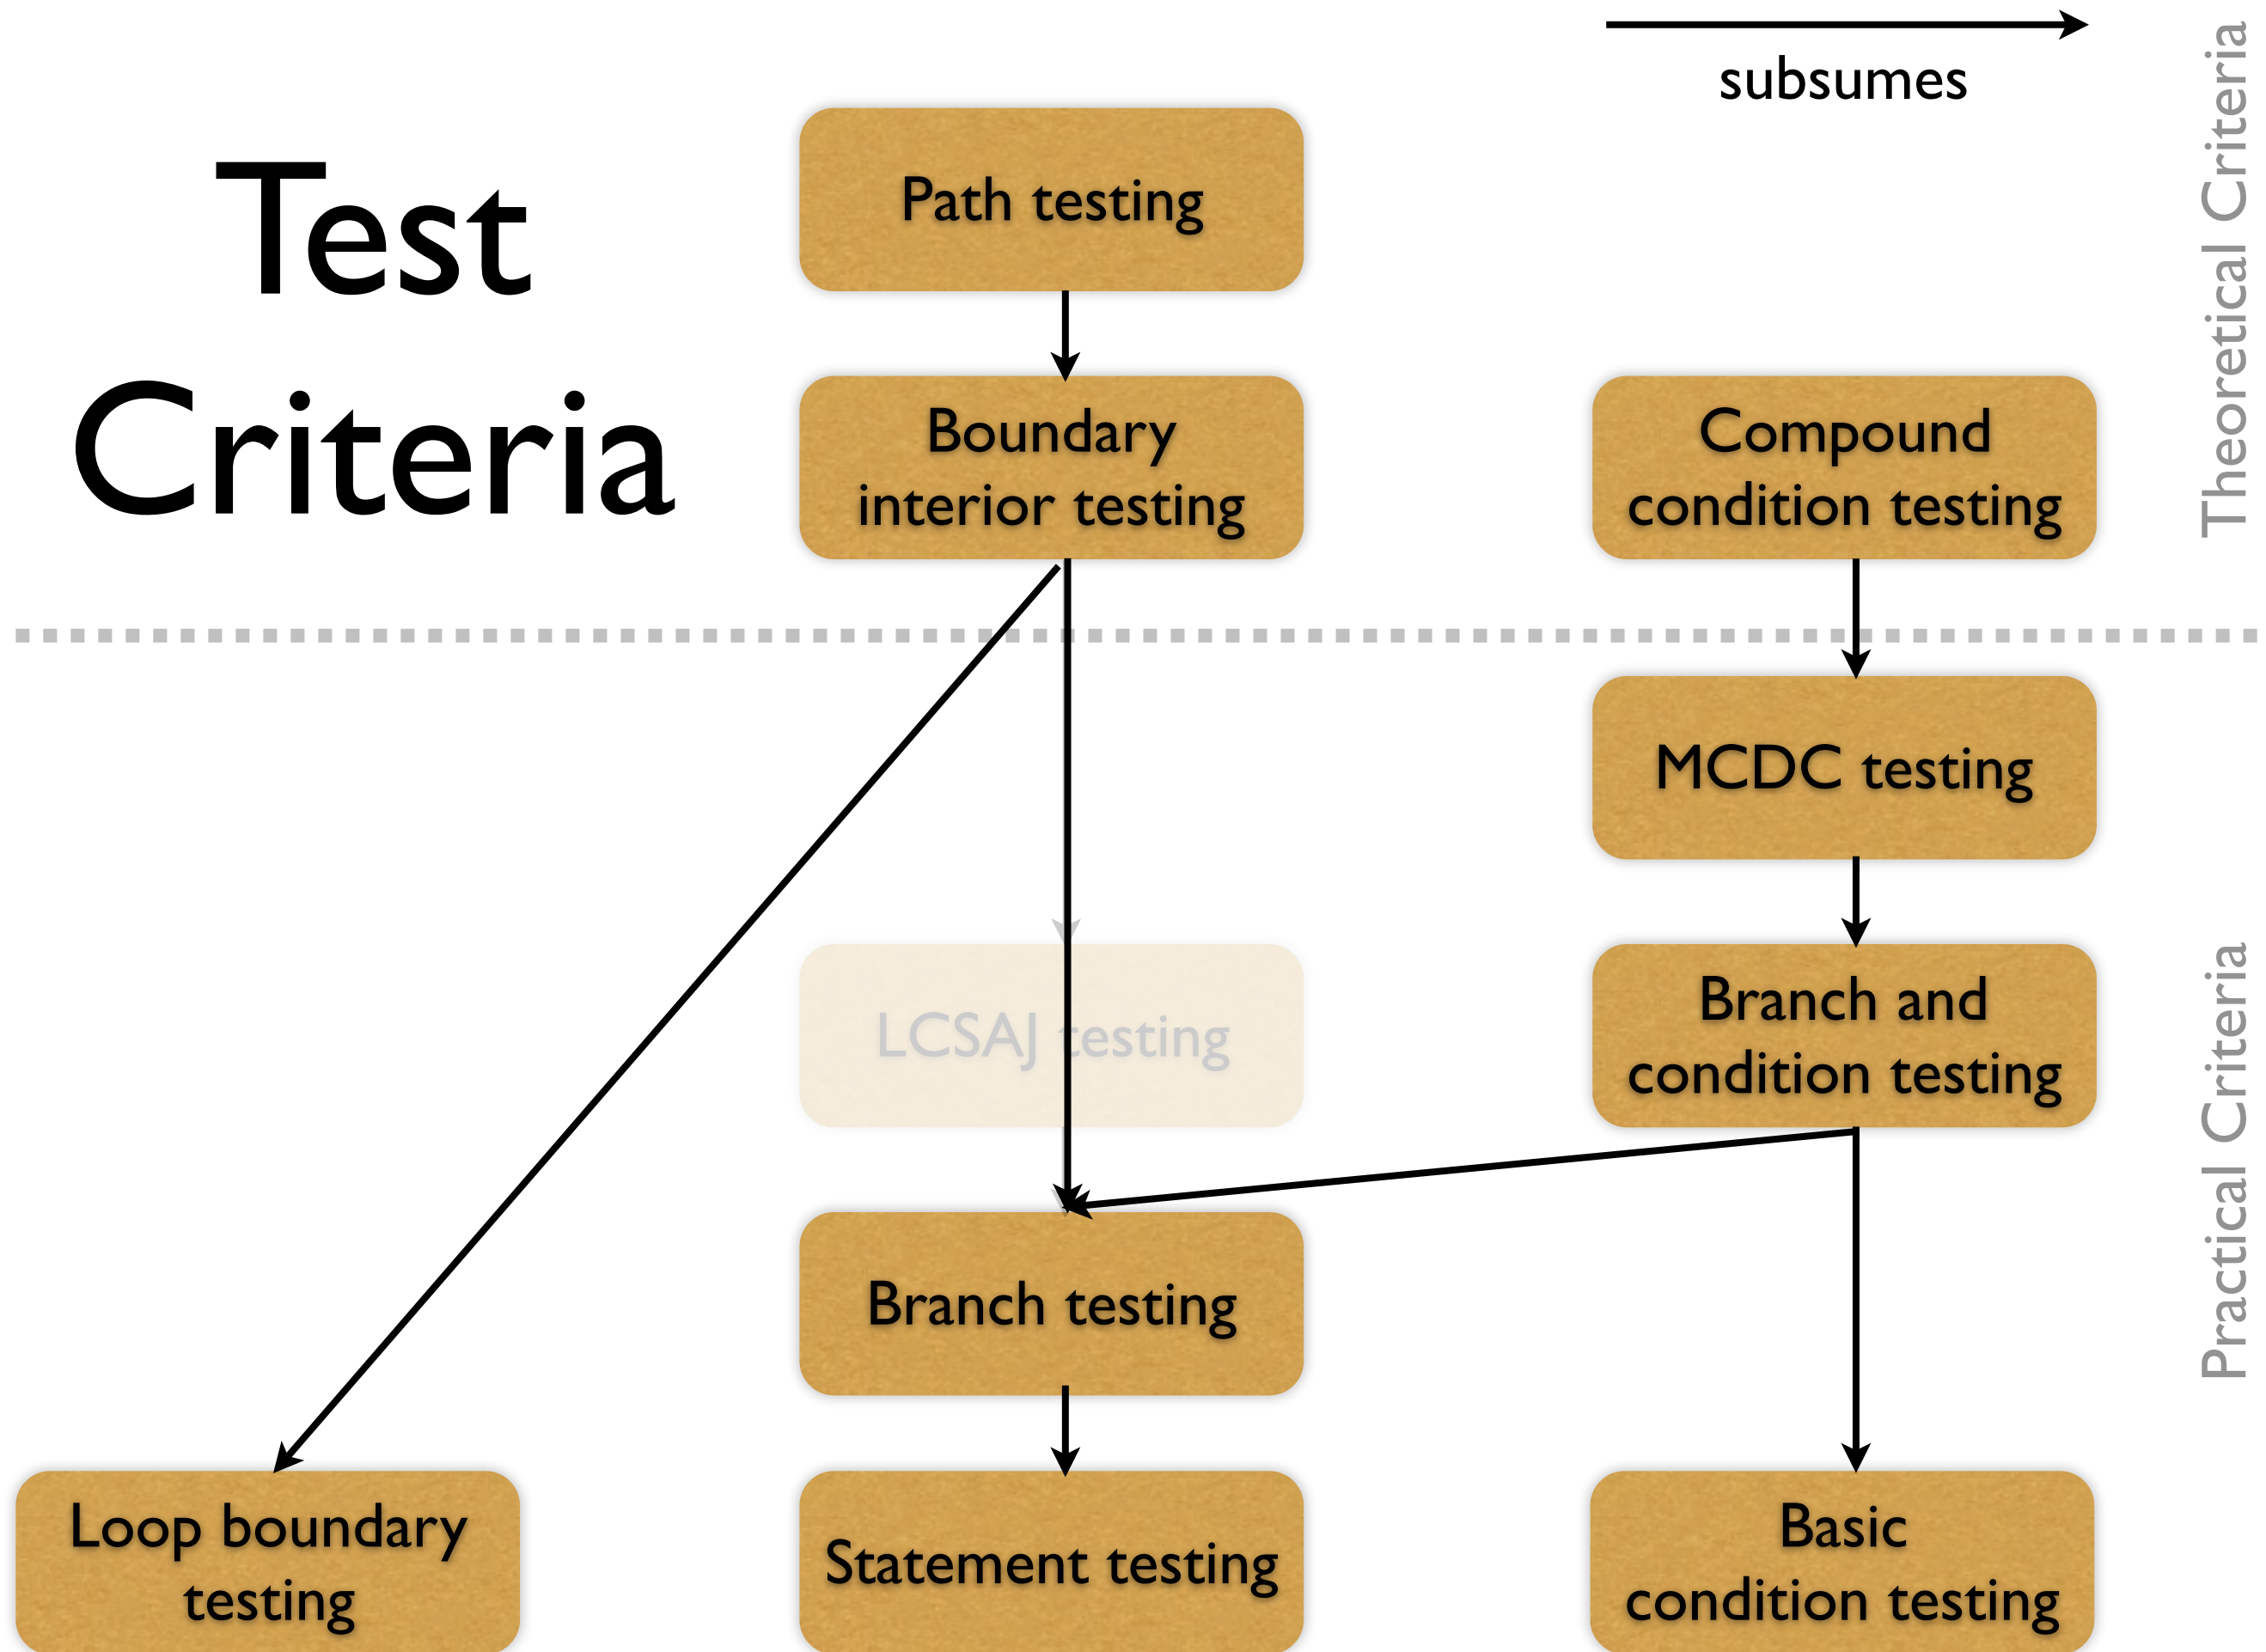 Test
Criteria
subsumes
Theoretical Criteria
Path testing
Boundary
interior testing
Compound
condition testing
MCDC testing
LCSAJ testing
Branch and
condition testing
Practical Criteria
Branch testing
Loop boundary
testing
Statement testing
Basic
condition testing